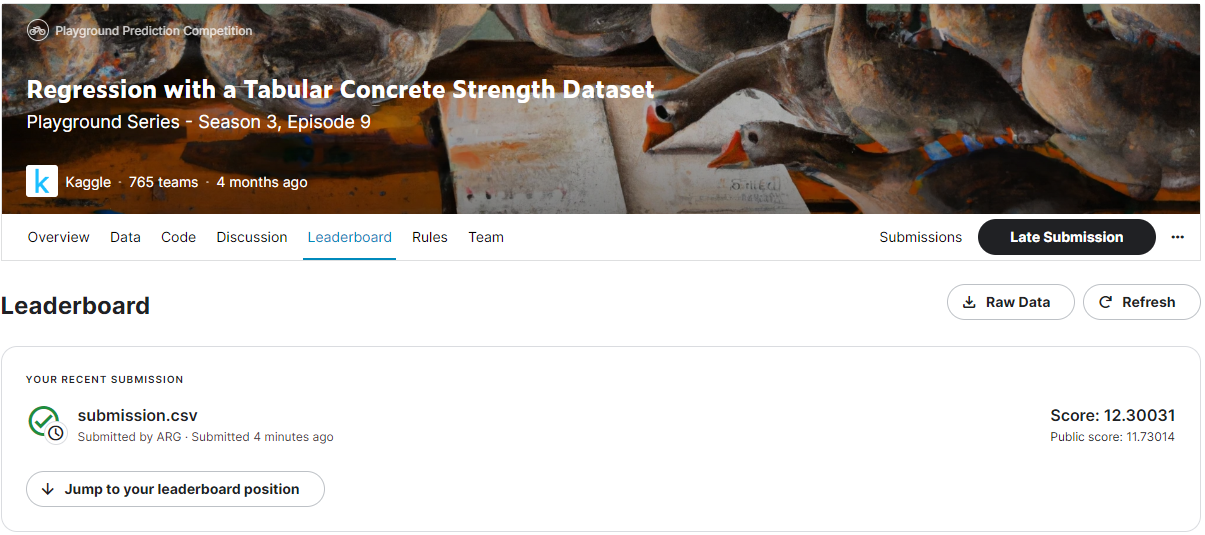 Playground Prediction Competition
Regression with a Tabular Concrete Strength Dataset
Playground Series - Season 3, Episode 9
k Kaggle · 765 teams · 4 months ago
Overview Data Code Discussion Leaderboard Rules Team Submissions Late Submission ...
Leaderboard Raw Data Refresh
YOUR RECENT SUBMISSION
submission.csv Score: 12.30031
Submitted by ARG · Submitted 4 minutes ago Public score: 11.73014
Jump to your leaderboard position